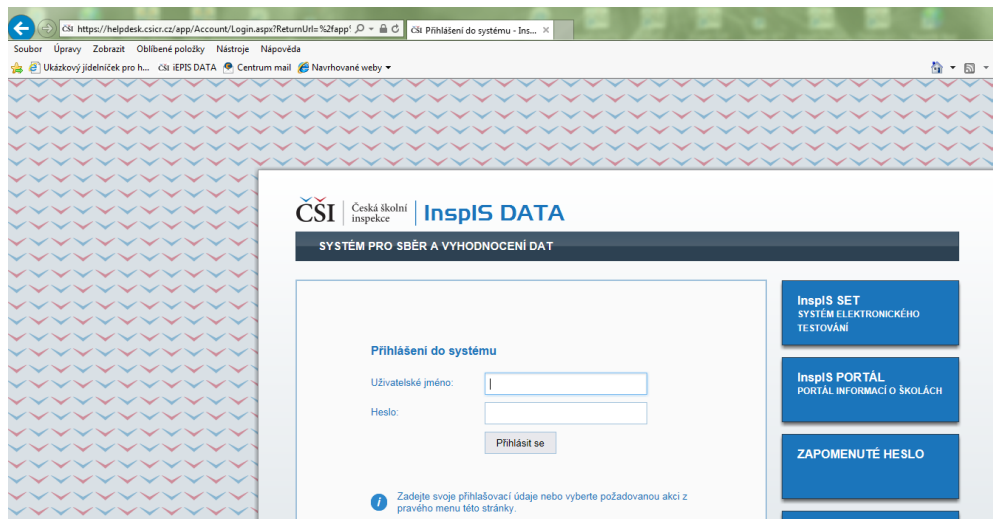 ČŠI https://helpdesk.csicr.cz/app/Account/Login.aspx?ReturnUrl=%2fapp
ČŠI Přihlášení do systému - Ins... ×
Soubor Úpravy Zobrazit Oblíbené položky Nástroje Nápověda
Ukázkový jídelníček pro h... ČŠI iEPIS DATA Centrum mail Navrhované weby
ČŠI Česká školní
inspekce
InspIS DATA
SYSTÉM PRO SBĚR A VYHODNOCENÍ DAT
InspIS SET
SYSTÉM ELEKTRONICKÉHO
TESTOVÁNÍ
Přihlášení do systému
Uživatelské jméno:
Heslo:
Přihlásit se
InspIS PORTÁL
PORTÁL INFORMACÍ O ŠKOLÁCH
ZAPOMENUTÉ HESLO
Zadejte svoje přihlašovací údaje nebo vyberte požadovanou akci z
pravého menu této stránky.